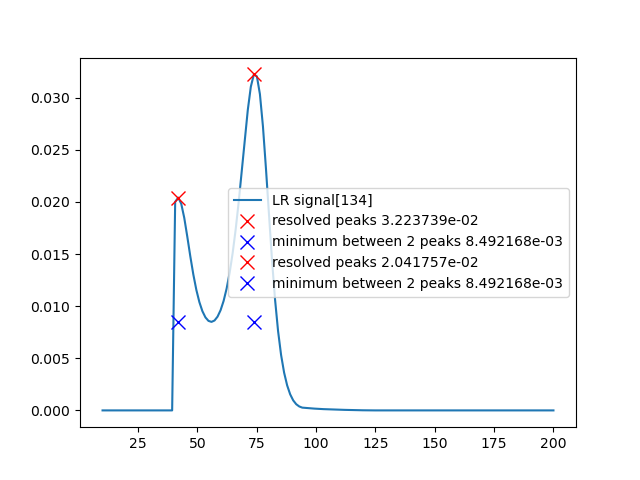 0.030
0.025
0.020
0.015
0.010
0.005
0.000
LR signal[134]
resolved peaks 3.223739e-02
minimum between 2 peaks 8.492168e-03
resolved peaks 2.041757e-02
minimum between 2 peaks 8.492168e-03
25 50 75 100 125 150 175 200